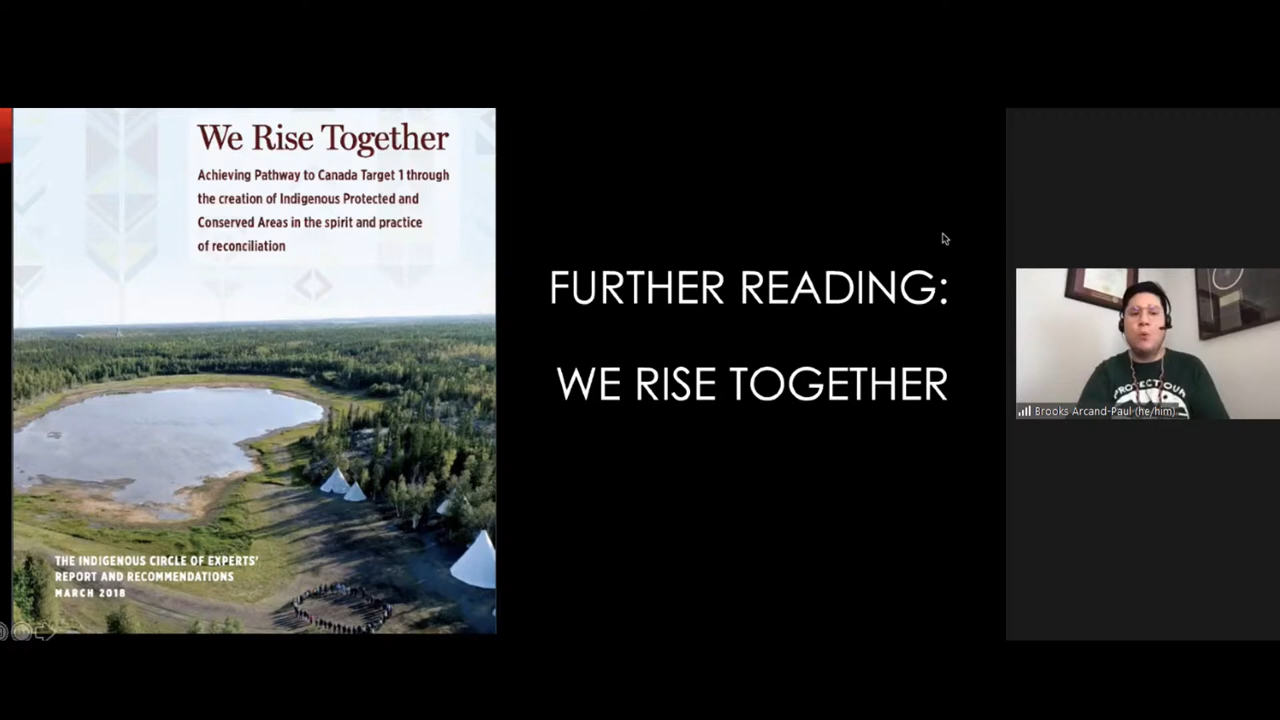 We Rise Together
Achieving Pathway to Canada Target 1 through
the creation of Indigenous Protected and
Conserved Areas in the spirit and practice
of reconciliation
THE INDIGENOUS CIRCLE OF EXPERTS'
REPORT AND RECOMMENDATIONS
MARCH 2018
FURTHER READING:
WE RISE TOGETHER
PROTECT OUR
Brooks Arcand-Paul (he/him)